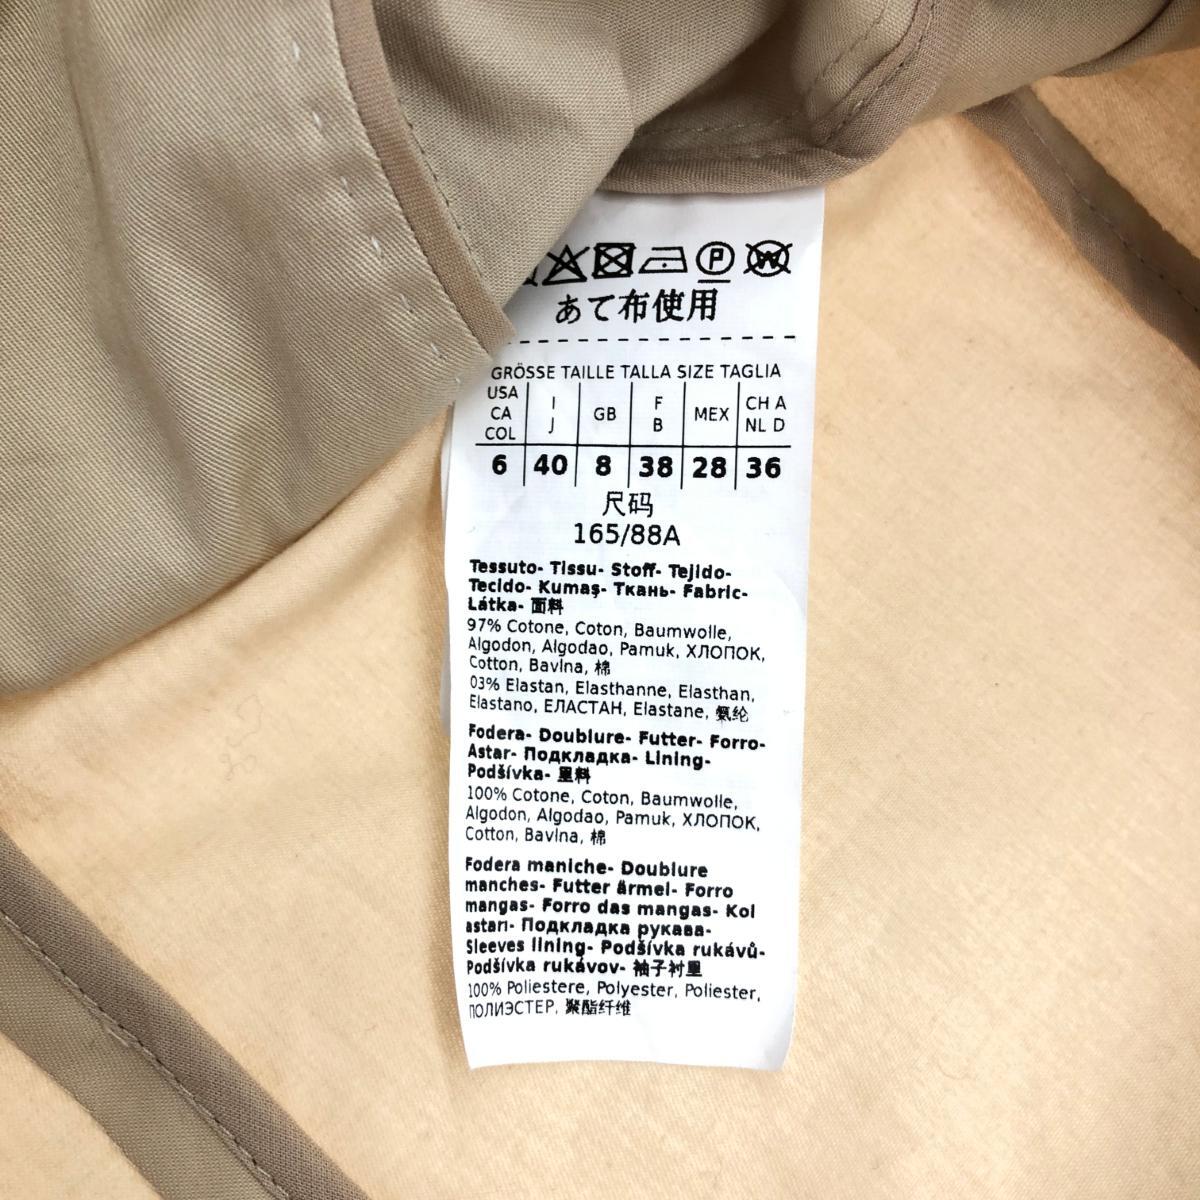 あて布使用
GRÖSSE TAILLE TALLA SIZE TAGLIA
USA CA COL I J GB F B MEX CH A NL D
6 40 8 38 28 36
尺码
165/88A
Tessuto- Tissu- Stoff- Tejido-
Tecido- Kumaş- Ткань- Fabric-
Látka- 面料
97% Cotone, Coton, Baumwolle,
Algodon, Algodao, Pamuk, ХЛОПОК,
Cotton, Bavlna, 棉
03% Elastan, Elasthanne, Elasthan,
Elastano, ЕЛАСТАН, Elastane, 氨纶
Fodera- Doublure- Futter- Forro-
Astar- Подкладка- Lining-
Podšívka- 里料
100% Cotone, Coton, Baumwolle,
Algodon, Algodao, Pamuk, ХЛОПОК,
Cotton, Bavlna, 棉
Fodera maniche- Doublure
manches- Futter ärmel- Forro
mangas- Forro das mangas- Kol
astarı- Подкладка рукава-
Sleeves lining- Podšívka rukávů-
Podšívka rukávov- 袖子衬里
100% Poliestere, Polyester, Poliester,
ПОЛИЭСТЕР, 聚酯纤维